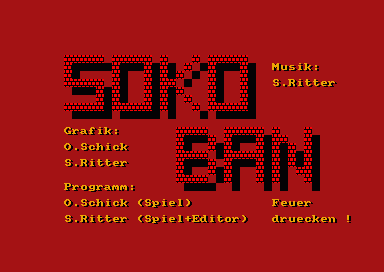 SOKO
BAN
Musik:
S.Ritter
Grafik:
O.Schick
S.Ritter
Programm:
O.Schick (Spiel)
S.Ritter (Spiel+Editor)
Feuer
druecken !